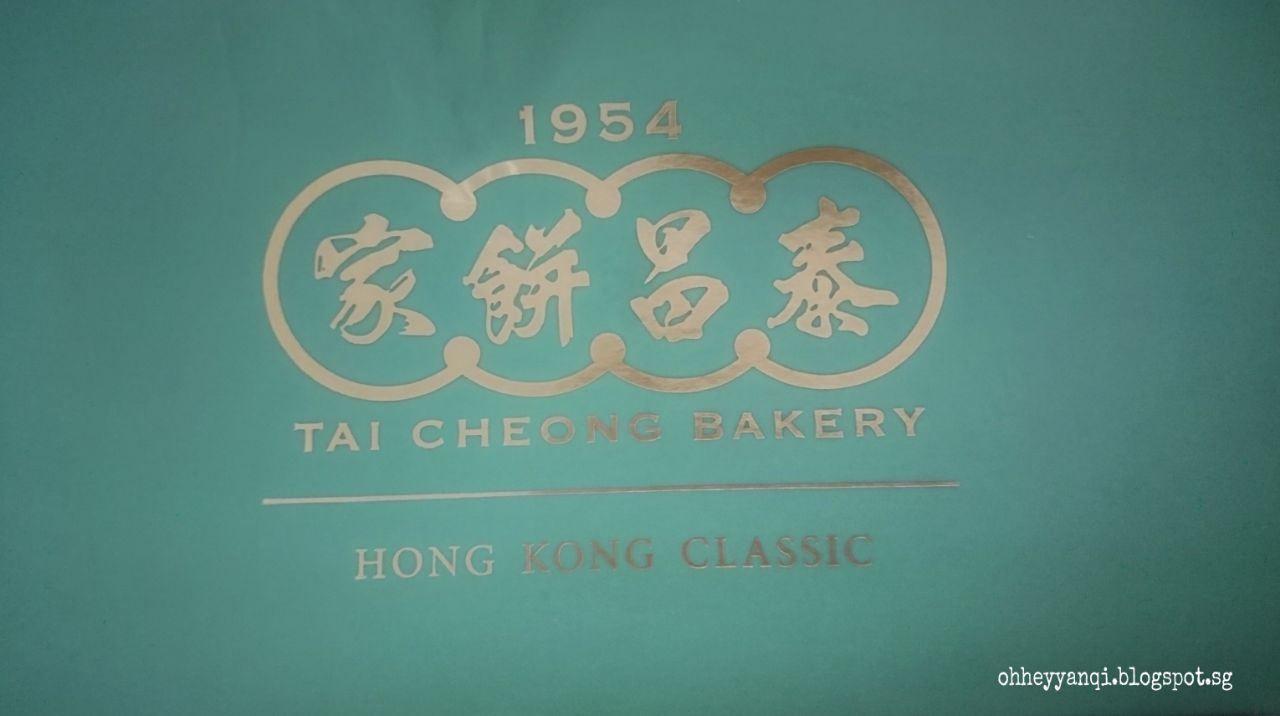 1954
泰昌餅家
TAI CHEONG BAKERY
HONG KONG CLASSIC
ohheyyanqi.blogspot.sg